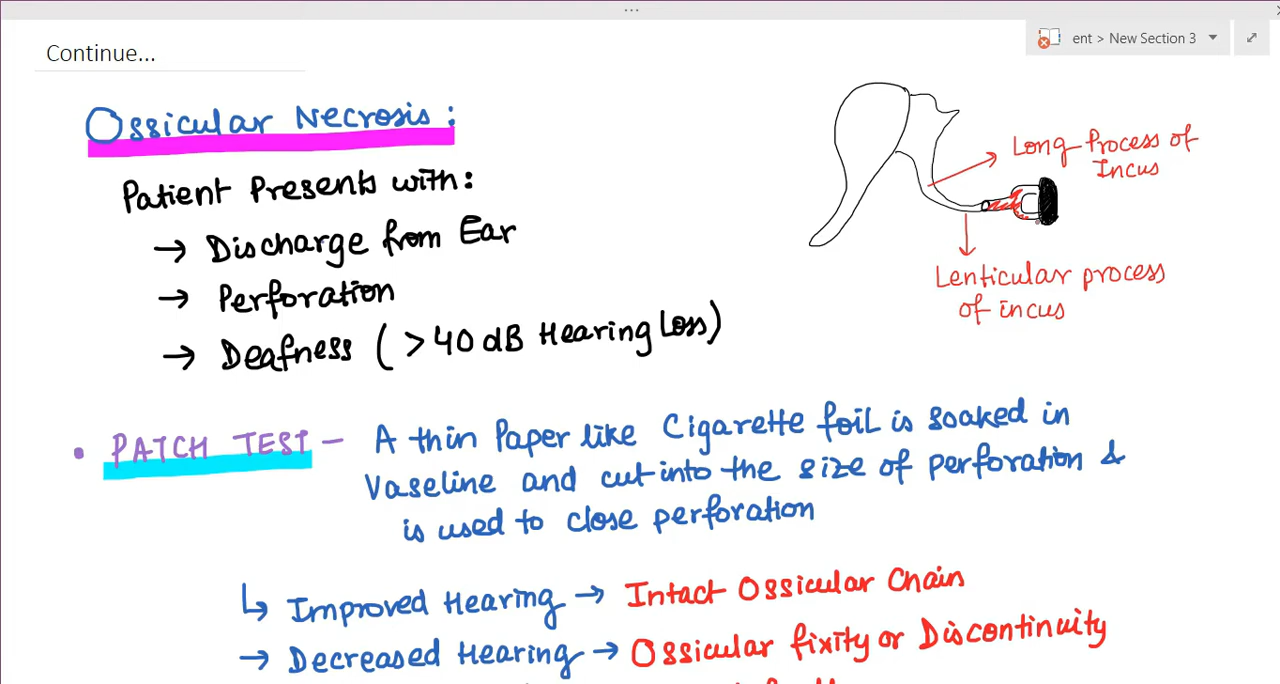 ...
Continue...
ent > New Section 3
Ossicular Necrosis:
Patient Presents with:
→ Discharge from Ear
→ Perforation
→ Deafness ( >40 dB Hearing Loss)
Long Process of
Incus
Lenticular process
of incus
• PATCH TEST – A thin Paper like Cigarette foil is soaked in
Vaseline and cut into the size of perforation &
is used to close perforation
↳ Improved Hearing → Intact Ossicular Chain
→ Decreased Hearing → Ossicular fixity or Discontinuity